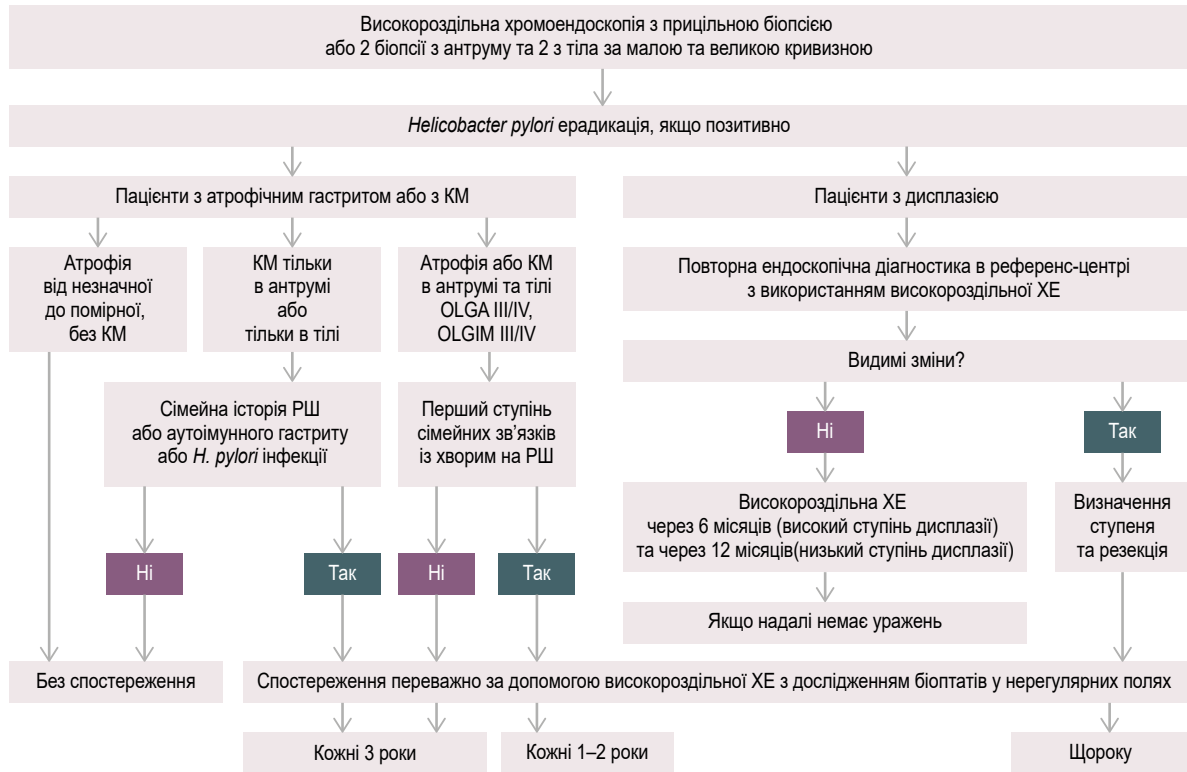 Високороздільна хромоендоскопія з прицільною біопсією
або 2 біопсії з антруму та 2 з тіла за малою та великою кривизною
Helicobacter pylori ерадикація, якщо позитивно
Пацієнти з атрофічним гастритом або з КМ
Пацієнти з дисплазією
Атрофія
від незначної
до помірної,
без КМ
КМ тільки
в антрумі
або
тільки в тілі
Атрофія або КМ
в антрумі та тілі
OLGA III/IV,
OLGIM III/IV
Повторна ендоскопічна діагностика в референс-центрі
з використанням високороздільної ХЕ
Видимі зміни?
Сімейна історія РШ
або аутоімунного гастриту
або H. pylori інфекції
Перший ступінь
сімейних зв’язків
із хворим на РШ
Ні
Так
Високороздільна ХЕ
через 6 місяців (високий ступінь дисплазії)
та через 12 місяців(низький ступінь дисплазії)
Визначення
ступеня
та резекція
Ні
Так
Ні
Так
Якщо надалі немає уражень
Без спостереження
Спостереження переважно за допомогою високороздільної ХЕ з дослідженням біоптатів у нерегулярних полях
Кожні 3 роки
Кожні 1–2 роки
Щороку